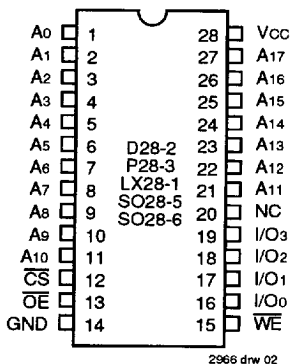 A0 1 28 VCC
A1 2 27 A17
A2 3 26 A16
A3 4 25 A15
A4 5 24 A14
A5 6 D28-2 23 A13
A6 7 P28-3 22 A12
A7 8 LX28-1 21 A11
A8 9 SO28-5 20 NC
A9 10 SO28-6 19 I/O3
A10 11 18 I/O2
CS 12 17 I/O1
OE 13 16 I/O0
GND 14 15 WE
2966 drw 02